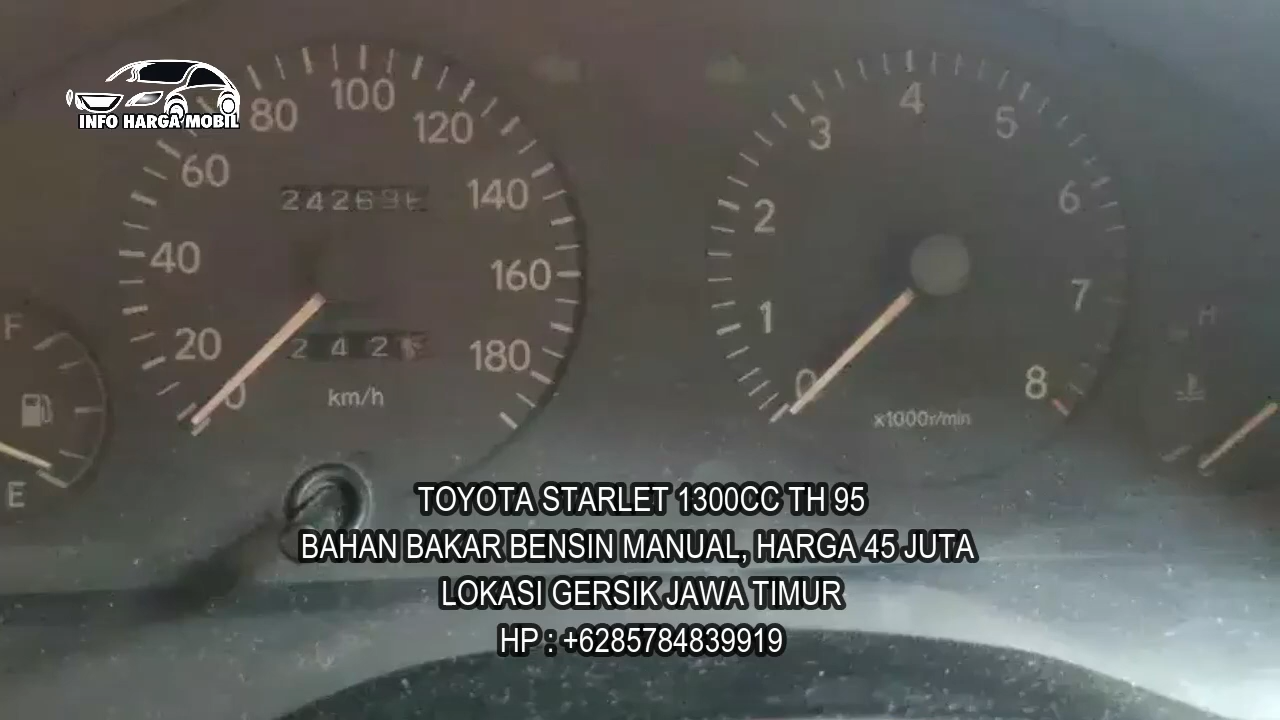 INFO HARGA MOBIL
80
100
120
60
140
40
160
20
180
0
km/h
4
3
5
2
6
1
7
0
8
x1000r/min
F
E
H
TOYOTA STARLET 1300CC TH 95
BAHAN BAKAR BENSIN MANUAL, HARGA 45 JUTA
LOKASI GERSIK JAWA TIMUR
HP : +6285784839919